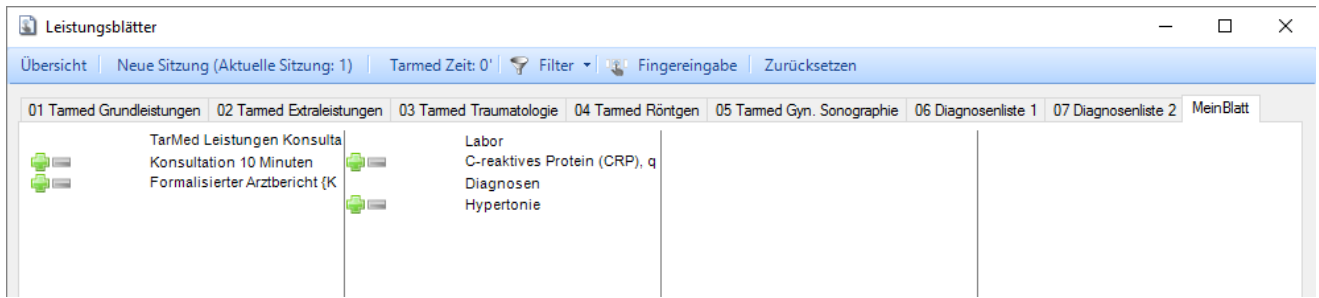 Leistungsblätter
Übersicht Neue Sitzung (Aktuelle Sitzung: 1) Tarmed Zeit: 0' Filter Fingereingabe Zurücksetzen
01 Tarmed Grundleistungen 02 Tarmed Extraleistungen 03 Tarmed Traumatologie 04 Tarmed Röntgen 05 Tarmed Gyn. Sonographie 06 Diagnosenliste 1 07 Diagnosenliste 2 MeinBlatt
TarMed Leistungen Konsulta
Konsultation 10 Minuten
Formalisierter Arztbericht {K
Labor
C-reaktives Protein (CRP), q
Diagnosen
Hypertonie